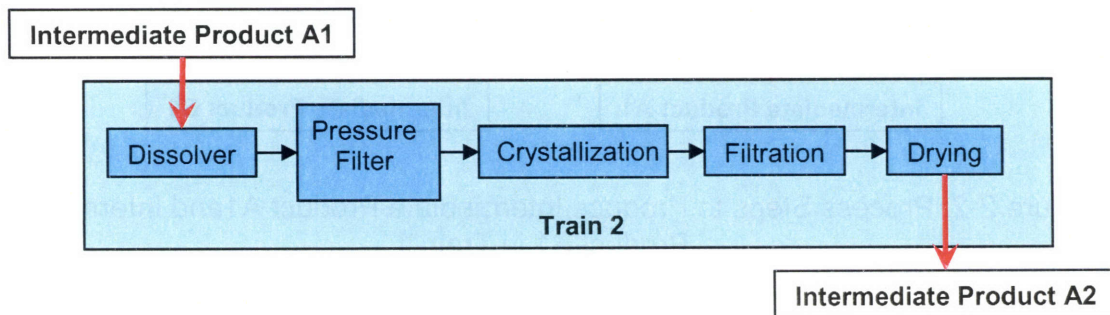 Intermediate Product A1
Dissolver
Pressure
Filter
Crystallization
Filtration
Drying
Train 2
Intermediate Product A2